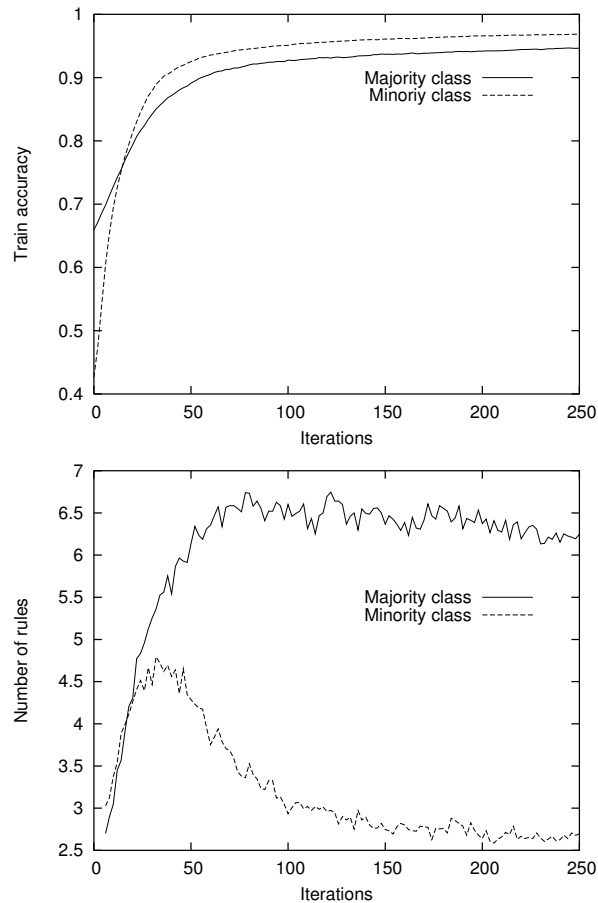 1
0.9
0.8
0.7
0.6
0.5
0.4
Train accuracy
Majority class
Minoriy class
0 50 100 150 200 250
Iterations
7
6.5
6
5.5
5
4.5
4
3.5
3
2.5
Number of rules
Majority class
Minority class
0 50 100 150 200 250
Iterations